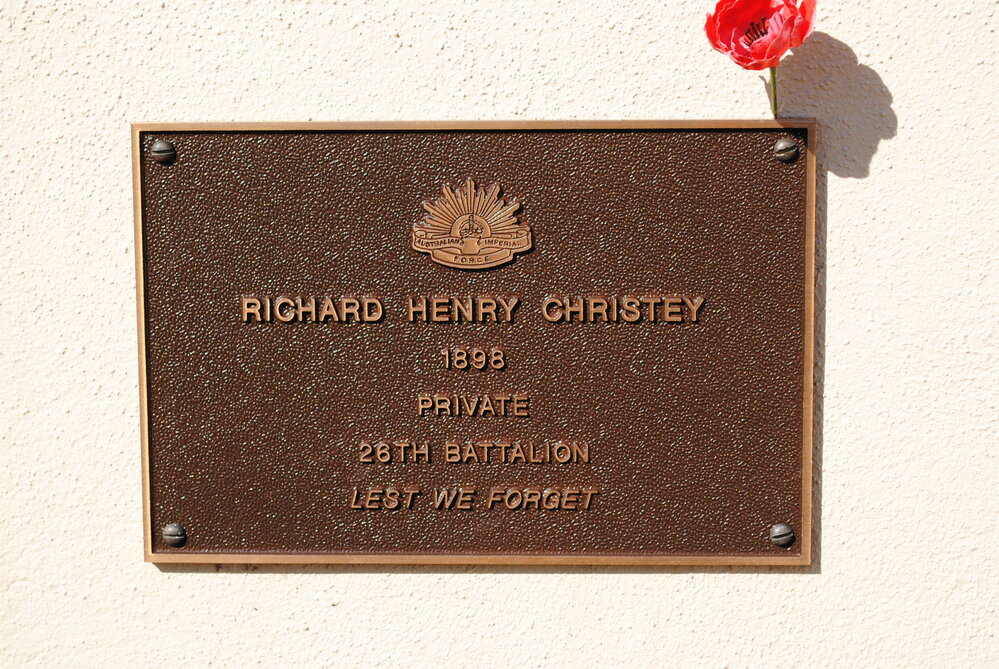 AUSTRALIAN IMPERIAL
FORCE
RICHARD HENRY CHRISTEY
1898
PRIVATE
26TH BATTALION
LEST WE FORGET